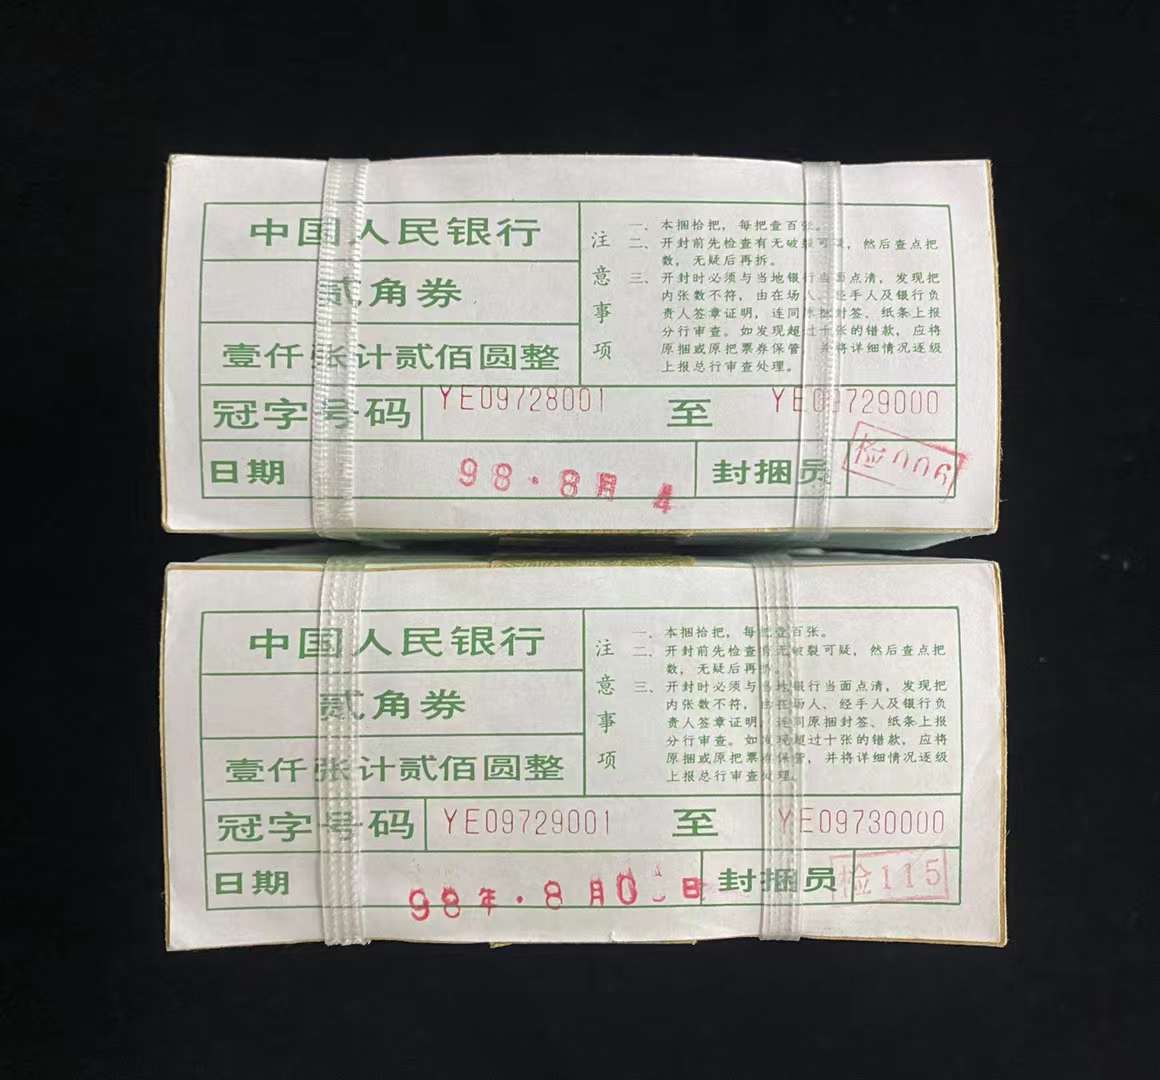 中国人民银行
贰角券
壹仟张计贰佰圆整
注意事项
一、本捆拾把，每把壹百张。
二、开封前先检查有无破裂可疑，然后查点把
数，无疑后再拆。
三、开封时必须与当地银行当面点清，发现把
内张数不符，由在场人、经手人及银行负
责人签章证明，连同原捆封签、纸条上报
分行审查。如发现超过十张的错款，应将
原捆或原把票券保管，并将详细情况逐级
上报总行审查处理。
冠字号码 YE09728001 至 YE09729000
日期 98.8月 4 封捆员 检006
中国人民银行
贰角券
壹仟张计贰佰圆整
注意事项
一、本捆拾把，每把壹百张。
二、开封前先检查有无破裂可疑，然后查点把
数，无疑后再拆。
三、开封时必须与当地银行当面点清，发现把
内张数不符，由在场人、经手人及银行负
责人签章证明，连同原捆封签、纸条上报
分行审查。如发现超过十张的错款，应将
原捆或原把票券保管，并将详细情况逐级
上报总行审查处理。
冠字号码 YE09729001 至 YE09730000
日期 98年.8月 日 封捆员 检115